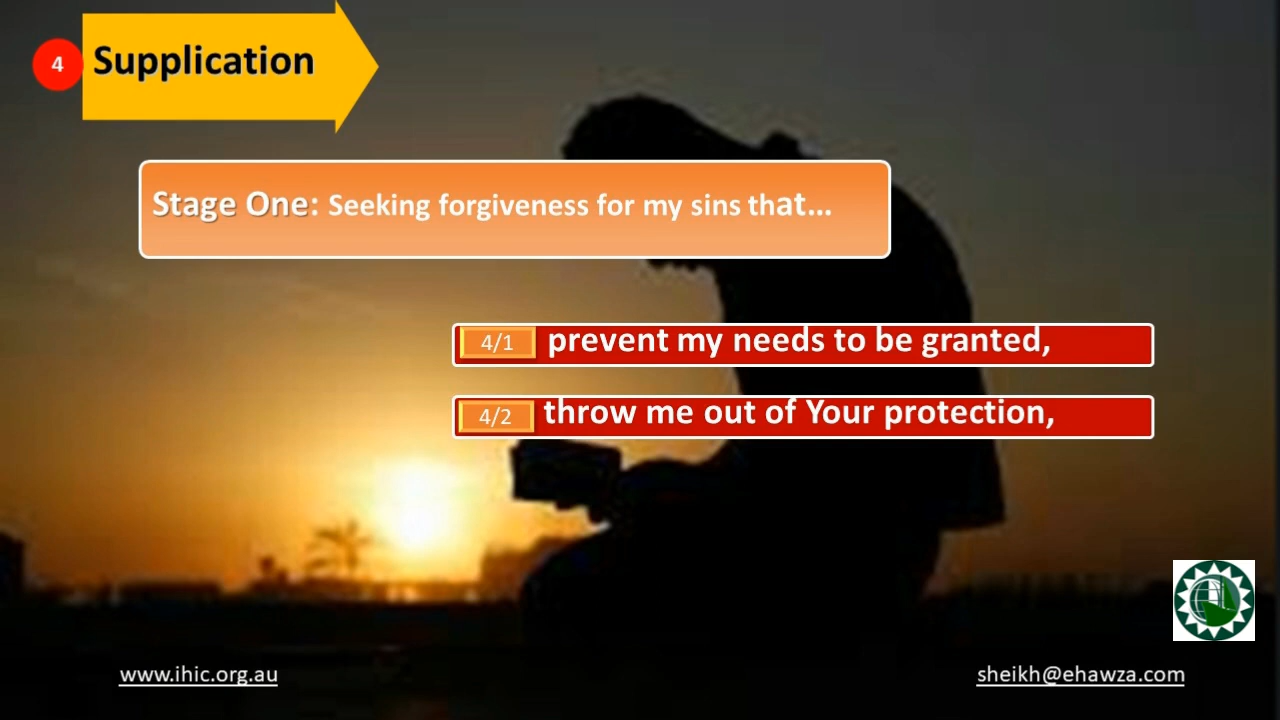 4
Supplication
Stage One: Seeking forgiveness for my sins that...
4/1 prevent my needs to be granted,
4/2 throw me out of Your protection,
www.ihic.org.au
sheikh@ehawza.com